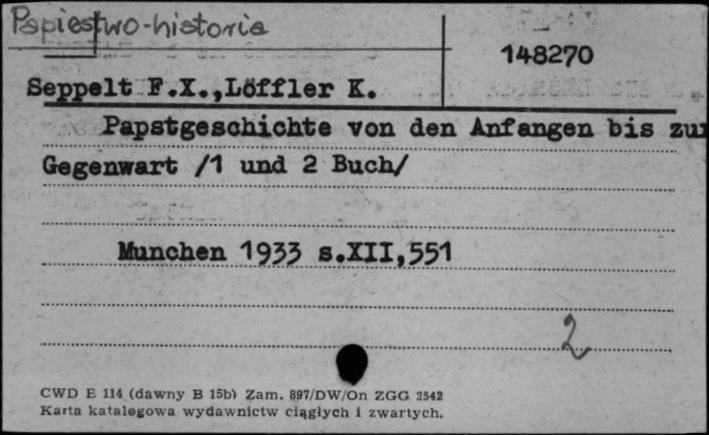 Papiestwo-historia
148270
Seppelt F.X.,Löffler K.
Papstgeschichte von den Anfangen bis zur
Gegenwart /1 und 2 Buch/
Munchen 1933 s.XII,551
2
CWD E 114 (dawny B 15b) Zam. 897/DW/On ZGG 2542
Karta katalogowa wydawnictw ciągłych i zwartych.